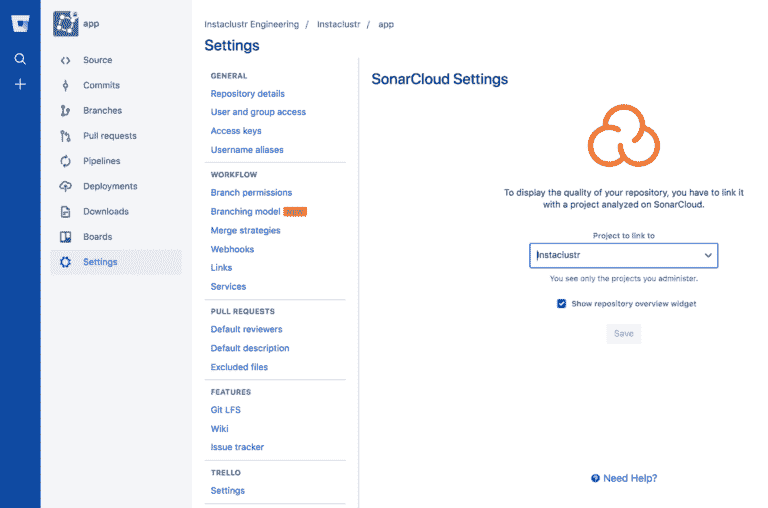 app
Source
Commits
Branches
Pull requests
Pipelines
Deployments
Downloads
Boards
Settings
Instaclustr Engineering / Instaclustr / app
Settings
GENERAL
Repository details
User and group access
Access keys
Username aliases
WORKFLOW
Branch permissions
Branching model NEW
Merge strategies
Webhooks
Links
Services
PULL REQUESTS
Default reviewers
Default description
Excluded files
FEATURES
Git LFS
Wiki
Issue tracker
TRELLO
Settings
SonarCloud Settings
To display the quality of your repository, you have to link it
with a project analyzed on SonarCloud.
Project to link to
Instaclustr
You see only the projects you administer.
Show repository overview widget
Save
Need Help?